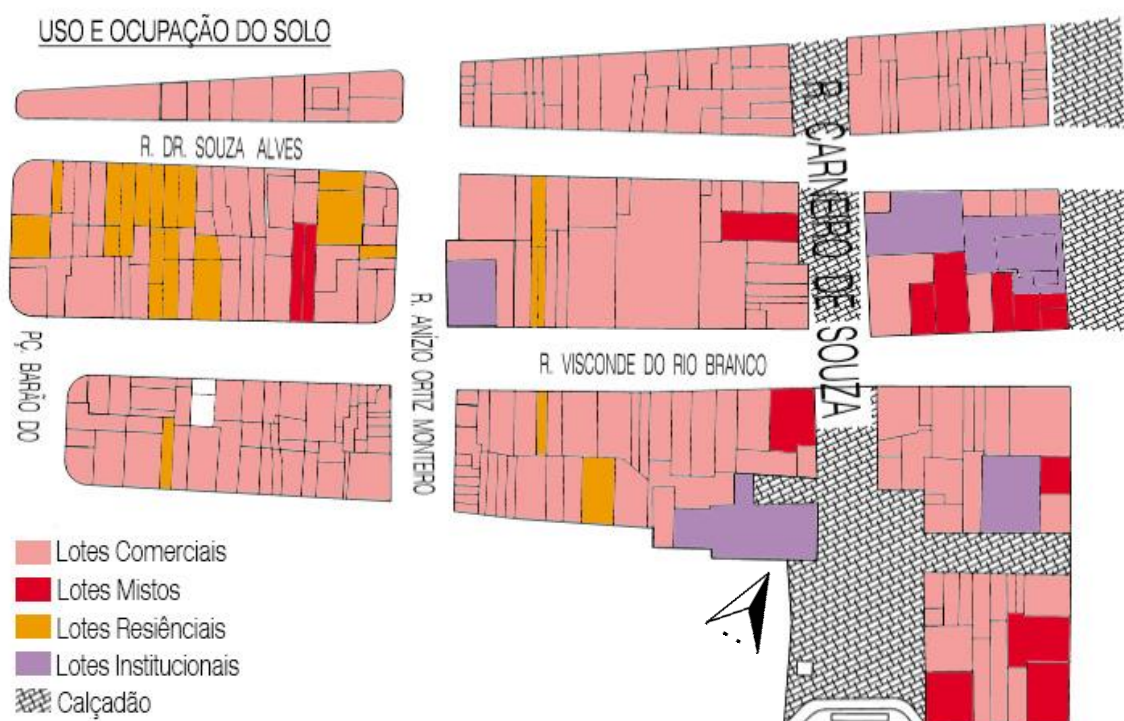 USO E OCUPAÇÃO DO SOLO
R. DR. SOUZA ALVES
R. CARNEIRO DE SOUZA
R. ANÍZIO ORTIZ MONTEIRO
PÇ. BARÃO DO
R. VISCONDE DO RIO BRANCO
Lotes Comerciais
Lotes Mistos
Lotes Resiênciais
Lotes Institucionais
Calçadão